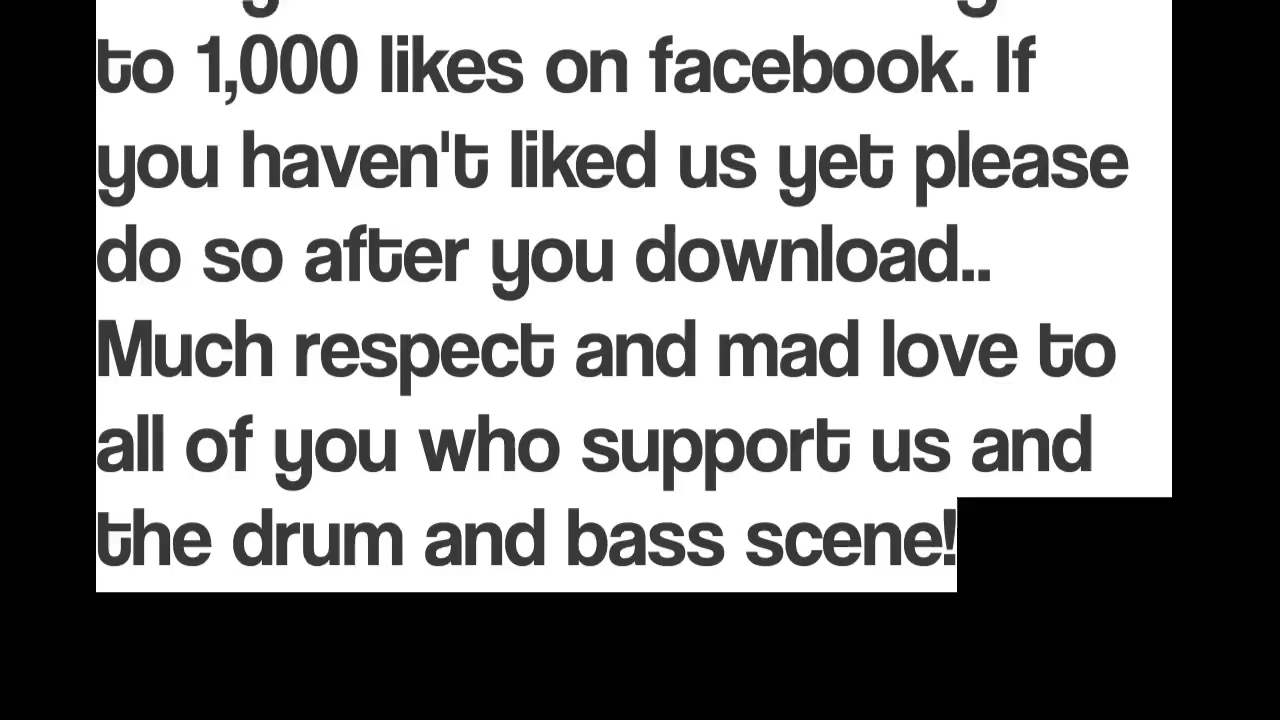 to 1,000 likes on facebook. If
you haven't liked us yet please
do so after you download..
Much respect and mad love to
all of you who support us and
the drum and bass scene!